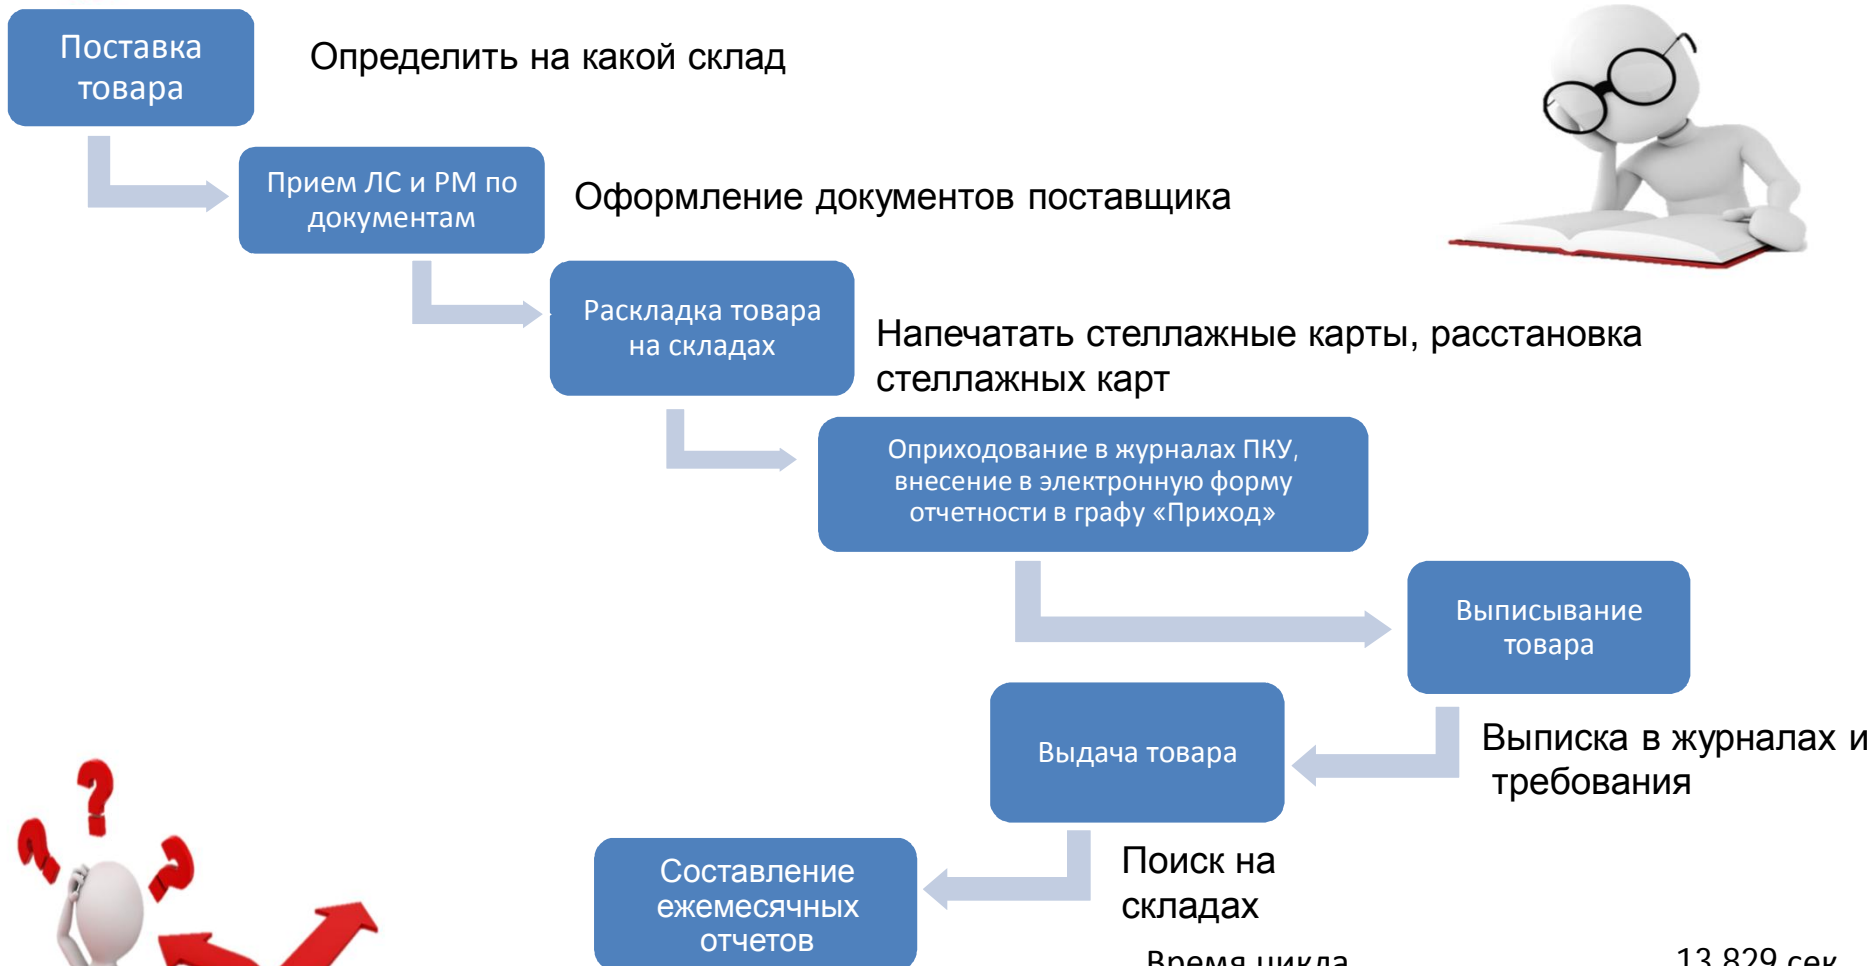 Поставка
товара
Определить на какой склад
Прием ЛС и РМ по
документам
Оформление документов поставщика
Раскладка товара
на складах
Напечатать стеллажные карты, расстановка
стеллажных карт
Оприходование в журналах ПКУ,
внесение в электронную форму
отчетности в графу «Приход»
Выписывание
товара
Выписка в журналах и
требования
Выдача товара
Поиск на
складах
Составление
ежемесячных
отчетов
Время цикла 13 829 сек